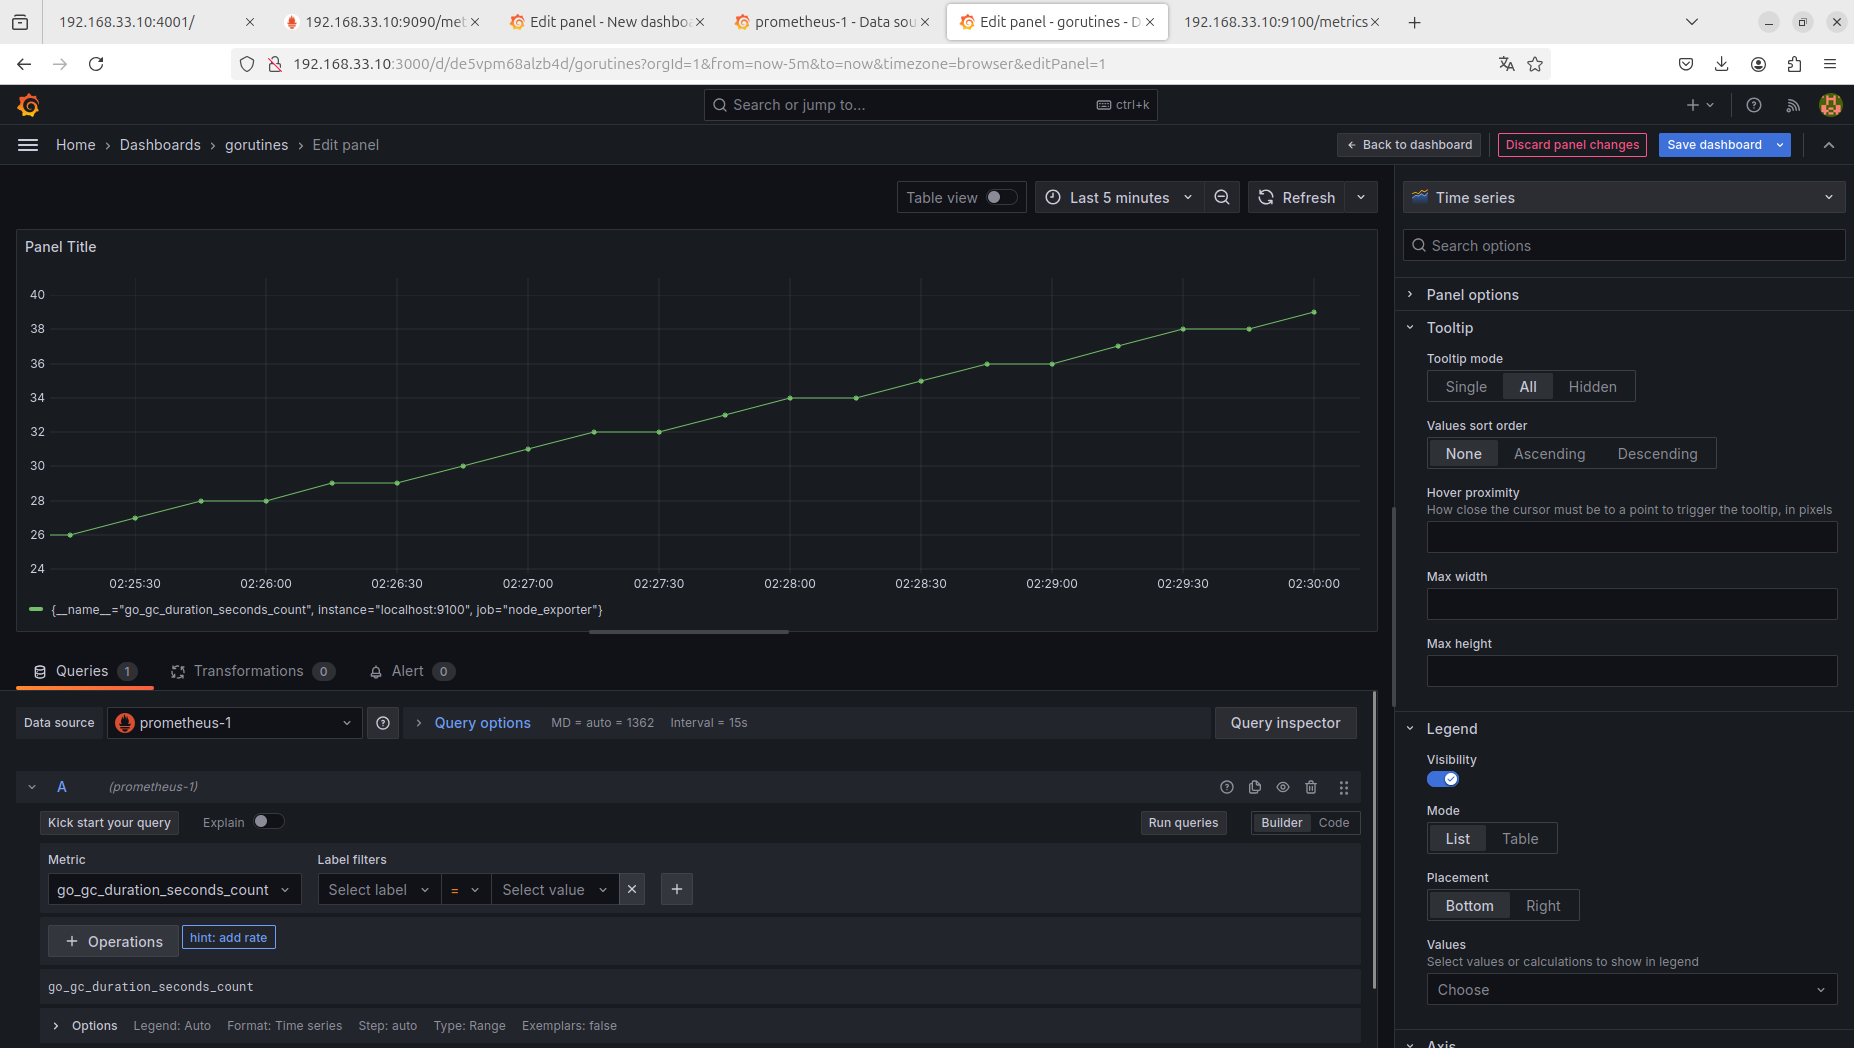 192.168.33.10:4001/
192.168.33.10:9090/met
Edit panel - New dashbo
prometheus-1 - Data sou
Edit panel - gorutines - D
192.168.33.10:9100/metrics
192.168.33.10:3000/d/de5vpm68alzb4d/gorutines?orgId=1&from=now-5m&to=now&timezone=browser&editPanel=1
Search or jump to...
ctrl+k
Home › Dashboards › gorutines › Edit panel
Back to dashboard
Discard panel changes
Save dashboard
Table view
Last 5 minutes
Refresh
Panel Title
40
38
36
34
32
30
28
26
24
02:25:30 02:26:00 02:26:30 02:27:00 02:27:30 02:28:00 02:28:30 02:29:00 02:29:30 02:30:00
{__name__="go_gc_duration_seconds_count", instance="localhost:9100", job="node_exporter"}
Queries 1
Transformations 0
Alert 0
Data source
prometheus-1
Query options
MD = auto = 1362
Interval = 15s
Query inspector
A
(prometheus-1)
Kick start your query
Explain
Run queries
Builder
Code
Metric
Label filters
go_gc_duration_seconds_count
Select label
=
Select value
+ Operations
hint: add rate
go_gc_duration_seconds_count
Options
Legend: Auto
Format: Time series
Step: auto
Type: Range
Exemplars: false
Time series
Search options
Panel options
Tooltip
Tooltip mode
Single All Hidden
Values sort order
None Ascending Descending
Hover proximity
How close the cursor must be to a point to trigger the tooltip, in pixels
Max width
Max height
Legend
Visibility
Mode
List Table
Placement
Bottom Right
Values
Select values or calculations to show in legend
Choose
Axis